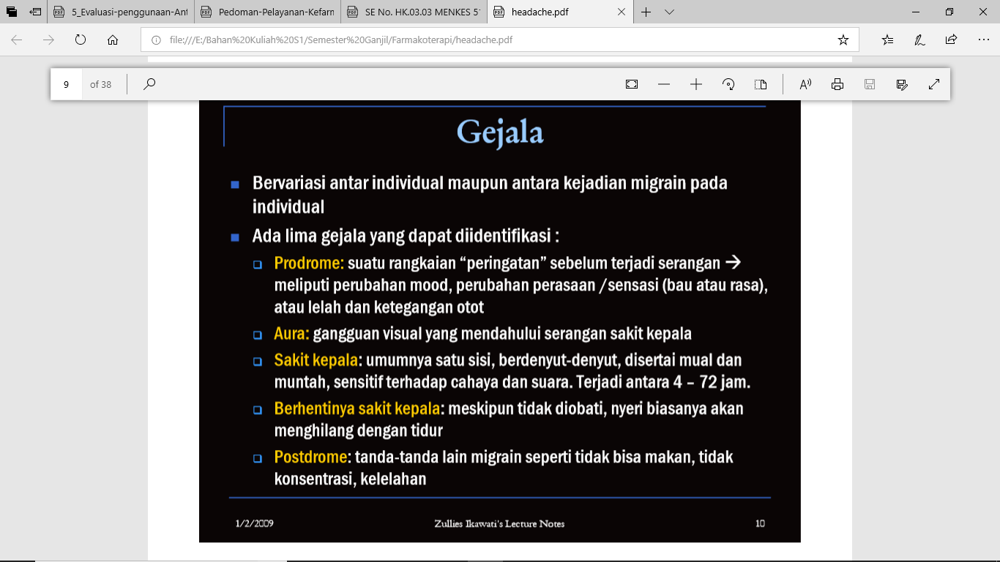 5_Evaluasi-penggunaan-Ant
Pedoman-Pelayanan-Kefarm
SE No. HK.03.03 MENKES 5
headache.pdf
file:///E:/Bahan%20Kuliah%20S1/Semester%20Ganjil/Farmakoterapi/headache.pdf
9 of 38
Gejala
Bervariasi antar individual maupun antara kejadian migrain pada
individual
Ada lima gejala yang dapat diidentifikasi :
Prodrome: suatu rangkaian “peringatan” sebelum terjadi serangan →
meliputi perubahan mood, perubahan perasaan /sensasi (bau atau rasa),
atau lelah dan ketegangan otot
Aura: gangguan visual yang mendahului serangan sakit kepala
Sakit kepala: umumnya satu sisi, berdenyut-denyut, disertai mual dan
muntah, sensitif terhadap cahaya dan suara. Terjadi antara 4 – 72 jam.
Berhentinya sakit kepala: meskipun tidak diobati, nyeri biasanya akan
menghilang dengan tidur
Postdrome: tanda-tanda lain migrain seperti tidak bisa makan, tidak
konsentrasi, kelelahan
1/2/2009
Zullies Ikawati's Lecture Notes
10